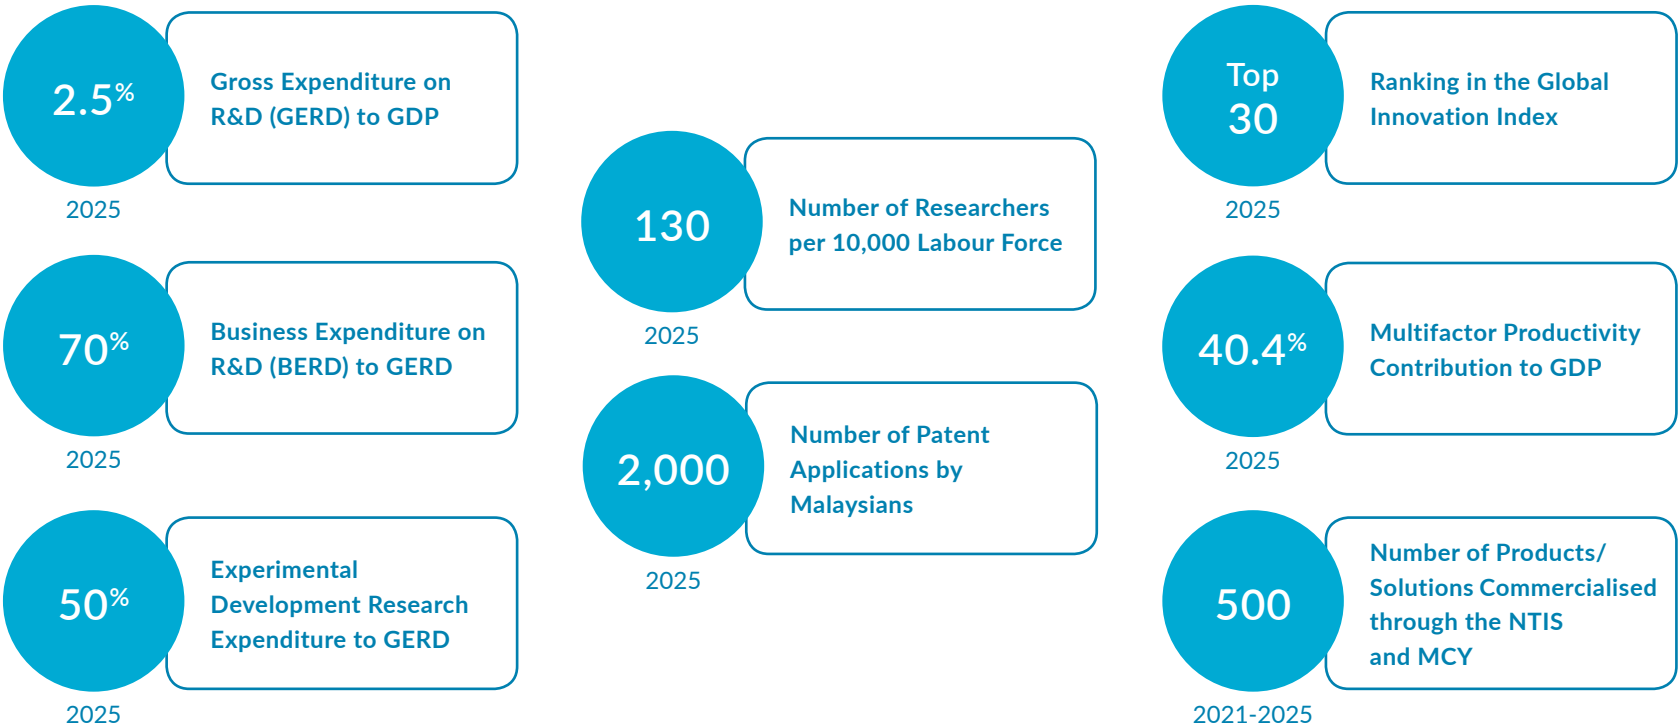 2.5%
Gross Expenditure on
R&D (GERD) to GDP
2025
70%
Business Expenditure on
R&D (BERD) to GERD
2025
50%
Experimental
Development Research
Expenditure to GERD
2025
130
Number of Researchers
per 10,000 Labour Force
2025
2,000
Number of Patent
Applications by
Malaysians
2025
Top
30
Ranking in the Global
Innovation Index
2025
40.4%
Multifactor Productivity
Contribution to GDP
2025
500
Number of Products/
Solutions Commercialised
through the NTIS
and MCY
2021-2025